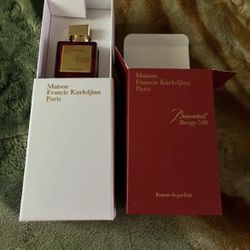 Maison
Francis Kurkdjian
Paris
Maison
Francis Kurkdjian
Paris
Baccarat
Rouge 540
Extrait de parfum